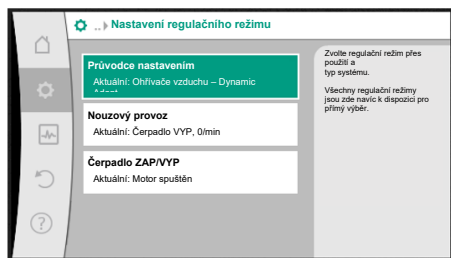 .. Nastavení regulačního režimu
Průvodce nastavením
Aktuální: Ohřívače vzduchu – Dynamic
Nouzový provoz
Aktuální: Čerpadlo VYP, 0/min
Čerpadlo ZAP/VYP
Aktuální: Motor spuštěn
Zvolte regulační režim přes
použití a
typ systému.
Všechny regulační režimy
jsou zde navíc k dispozici pro
přímý výběr.
?